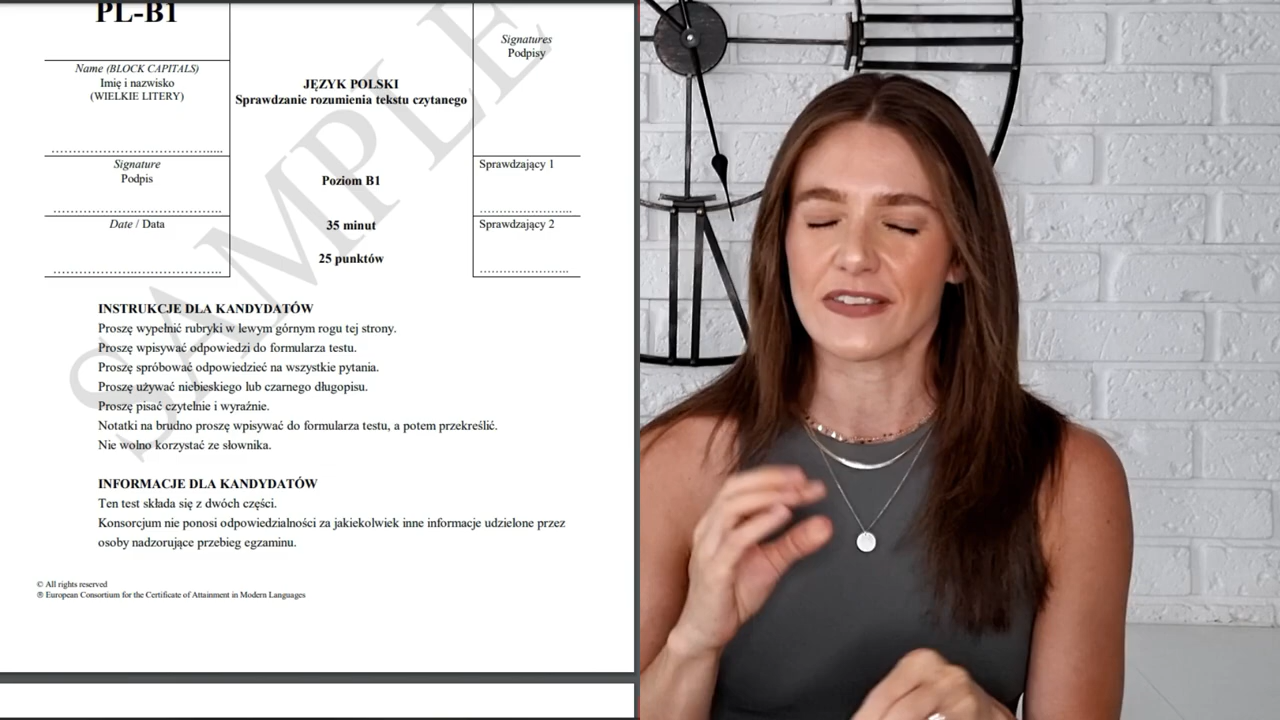 PL-B1
Signatures
Podpisy
Name (BLOCK CAPITALS)
Imię i nazwisko
(WIELKIE LITERY)
JĘZYK POLSKI
Sprawdzanie rozumienia tekstu czytanego
Signature
Podpis
Poziom B1
Sprawdzający 1
Date / Data
35 minut
Sprawdzający 2
25 punktów
SAMPLE
INSTRUKCJE DLA KANDYDATÓW
Proszę wypełnić rubryki w lewym górnym rogu tej strony.
Proszę wpisywać odpowiedzi do formularza testu.
Proszę spróbować odpowiedzieć na wszystkie pytania.
Proszę używać niebieskiego lub czarnego długopisu.
Proszę pisać czytelnie i wyraźnie.
Notatki na brudno proszę wpisywać do formularza testu, a potem przekreślić.
Nie wolno korzystać ze słownika.
INFORMACJE DLA KANDYDATÓW
Ten test składa się z dwóch części.
Konsorcjum nie ponosi odpowiedzialności za jakiekolwiek inne informacje udzielone przez
osoby nadzorujące przebieg egzaminu.
© All rights reserved
® European Consortium for the Certificate of Attainment in Modern Languages